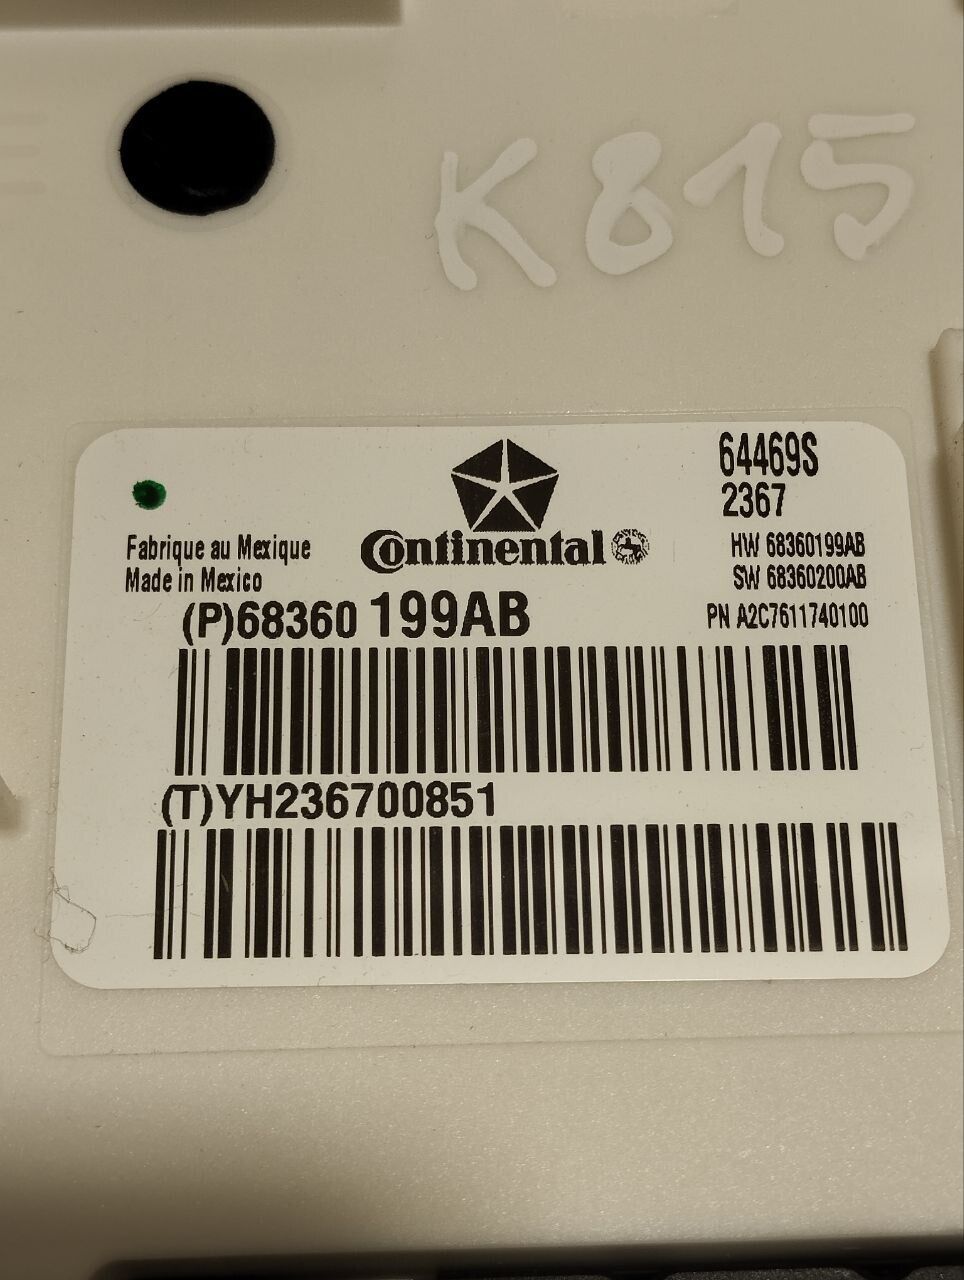 K815
64469S
2367
Continental
Fabrique au Mexique
Made in Mexico
HW 68360199AB
SW 68360200AB
PN A2C7611740100
(P)68360 199AB
(T)YH236700851